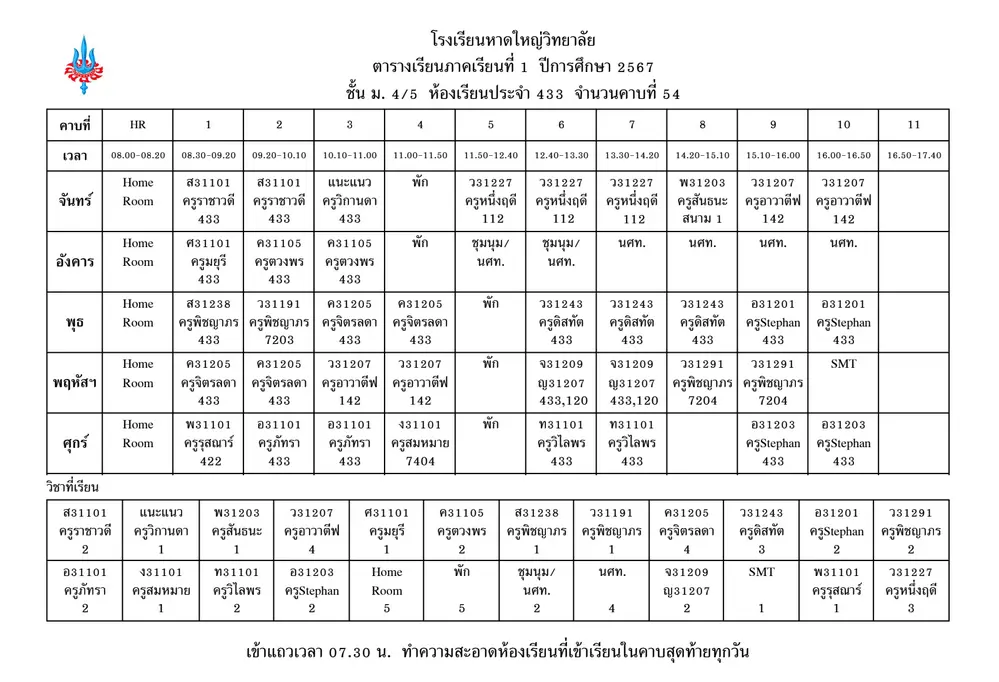 โรงเรียนหาดใหญ่วิทยาลัย
ตารางเรียนภาคเรียนที่ 1 ปีการศึกษา 2567
ชั้น ม. 4/5 ห้องเรียนประจำ 433 จำนวนคาบที่ 54
คาบที่ HR 1 2 3 4 5 6 7 8 9 10 11
เวลา 08.00-08.20 08.30-09.20 09.20-10.10 10.10-11.00 11.00-11.50 11.50-12.40 12.40-13.30 13.30-14.20 14.20-15.10 15.10-16.00 16.00-16.50 16.50-17.40
Home ส31101 ส31101 แนะแนว พัก ว31227 ว31227 ว31227 พ31203 ว31207 ว31207
จันทร์ Room ครูราชาวดี ครูราชาวดี ครูวิกานดา ครูหนึ่งฤดี ครูหนึ่งฤดี ครูหนึ่งฤดี ครูสันธนะ ครูอาวาตีฟ ครูอาวาตีฟ
433 433 433 112 112 112 สนาม 1 142 142
Home ศ31101 ค31105 ค31105 พัก ชุมนุม/ ชุมนุม/ นศท. นศท. นศท. นศท.
อังคาร Room ครูมยุรี ครูตวงพร ครูตวงพร นศท. นศท.
433 433 433
Home ส31238 ว31191 ค31205 ค31205 พัก ว31243 ว31243 ว31243 อ31201 อ31201
พุธ Room ครูพิชญาภร ครูพิชญาภร ครูจิตรลดา ครูจิตรลดา ครูดิสทัต ครูดิสทัต ครูดิสทัต ครูStephan ครูStephan
433 7203 433 433 433 433 433 433 433
Home ค31205 ค31205 ว31207 ว31207 พัก จ31209 จ31209 ว31291 ว31291 SMT
พฤหัสฯ Room ครูจิตรลดา ครูจิตรลดา ครูอาวาตีฟ ครูอาวาตีฟ ญ31207 ญ31207 ครูพิชญาภร ครูพิชญาภร
433 433 142 142 433,120 433,120 7204 7204
Home พ31101 อ31101 อ31101 ง31101 พัก ท31101 ท31101 อ31203 อ31203
ศุกร์ Room ครูรุสณาร์ ครูภัทรา ครูภัทรา ครูสมหมาย ครูวิไลพร ครูวิไลพร ครูStephan ครูStephan
422 433 433 7404 433 433 433 433
วิชาที่เรียน
ส31101 แนะแนว พ31203 ว31207 ศ31101 ค31105 ส31238 ว31191 ค31205 ว31243 อ31201 ว31291
ครูราชาวดี ครูวิกานดา ครูสันธนะ ครูอาวาตีฟ ครูมยุรี ครูตวงพร ครูพิชญาภร ครูพิชญาภร ครูจิตรลดา ครูดิสทัต ครูStephan ครูพิชญาภร
2 1 1 4 1 2 1 1 4 3 2 2
อ31101 ง31101 ท31101 อ31203 Home พัก ชุมนุม/ นศท. จ31209 SMT พ31101 ว31227
ครูภัทรา ครูสมหมาย ครูวิไลพร ครูStephan Room นศท. ญ31207 ครูรุสณาร์ ครูหนึ่งฤดี
2 1 2 2 5 5 2 4 2 1 1 3
เข้าแถวเวลา 07.30 น. ทำความสะอาดห้องเรียนที่เข้าเรียนในคาบสุดท้ายทุกวัน